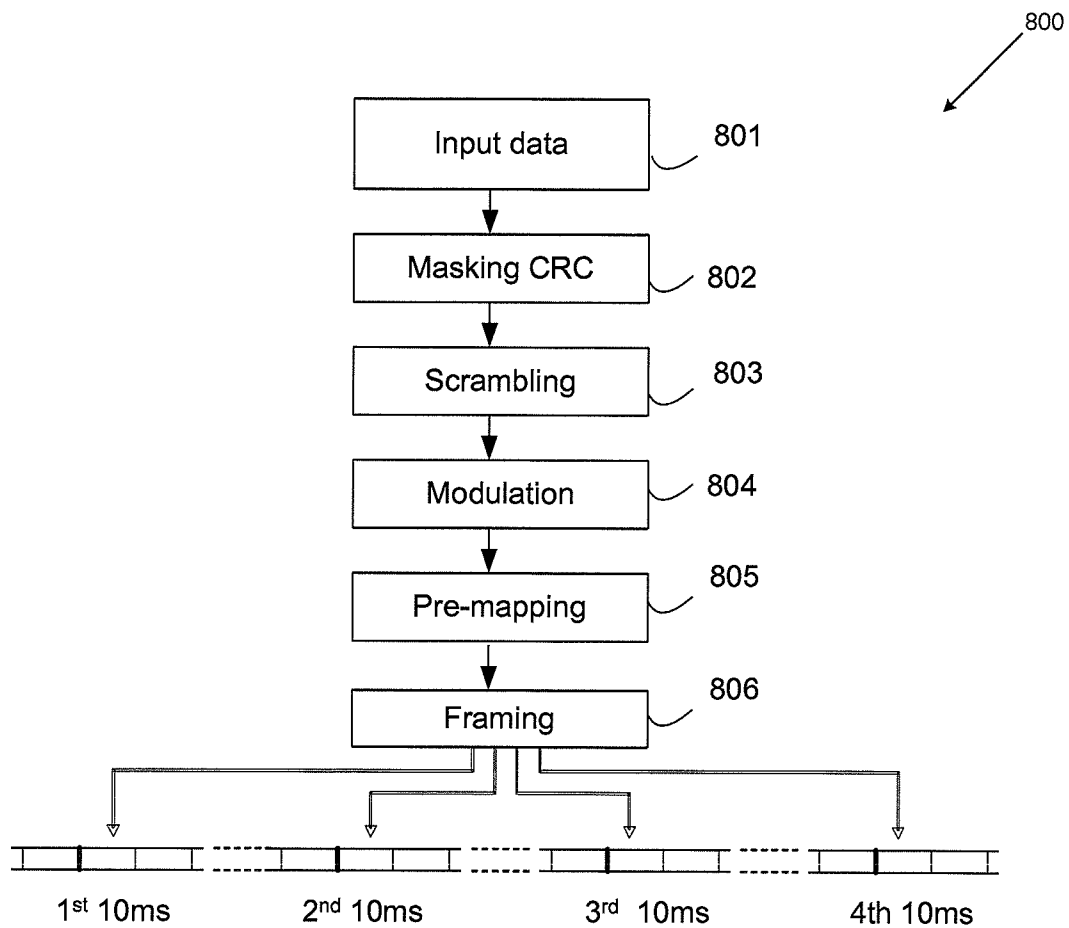 800
Input data
801
Masking CRC
802
Scrambling
803
Modulation
804
Pre-mapping
805
Framing
806
1st 10ms
2nd 10ms
3rd 10ms
4th 10ms